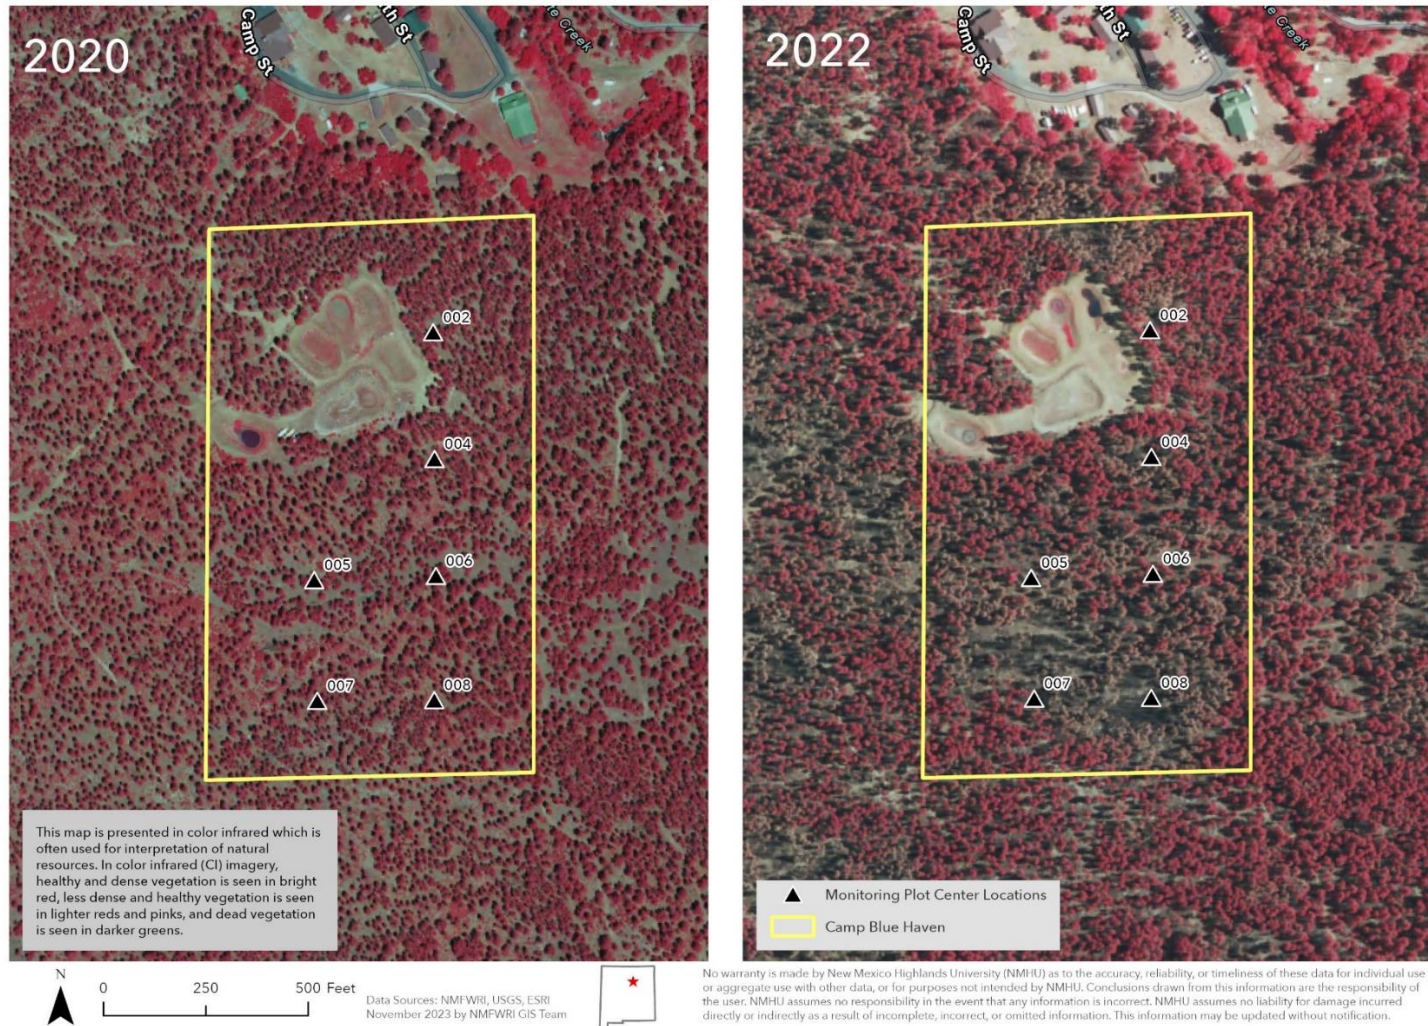 2020
Camp St
th St
le Creek
002
004
005
006
007
008
This map is presented in color infrared which is
often used for interpretation of natural
resources. In color infrared (CI) imagery,
healthy and dense vegetation is seen in bright
red, less dense and healthy vegetation is seen
in lighter reds and pinks, and dead vegetation
is seen in darker greens.
2022
Camp St
th St
le Creek
002
004
005
006
007
008
Monitoring Plot Center Locations
Camp Blue Haven
N
0 250 500 Feet
Data Sources: NMFWRI, USGS, ESRI
November 2023 by NMFWRI GIS Team
No warranty is made by New Mexico Highlands University (NMHU) as to the accuracy, reliability, or timeliness of these data for individual use
or aggregate use with other data, or for purposes not intended by NMHU. Conclusions drawn from this information are the responsibility of
the user. NMHU assumes no responsibility in the event that any information is incorrect. NMHU assumes no liability for damage incurred
directly or indirectly as a result of incomplete, incorrect, or omitted information. This information may be updated without notification.